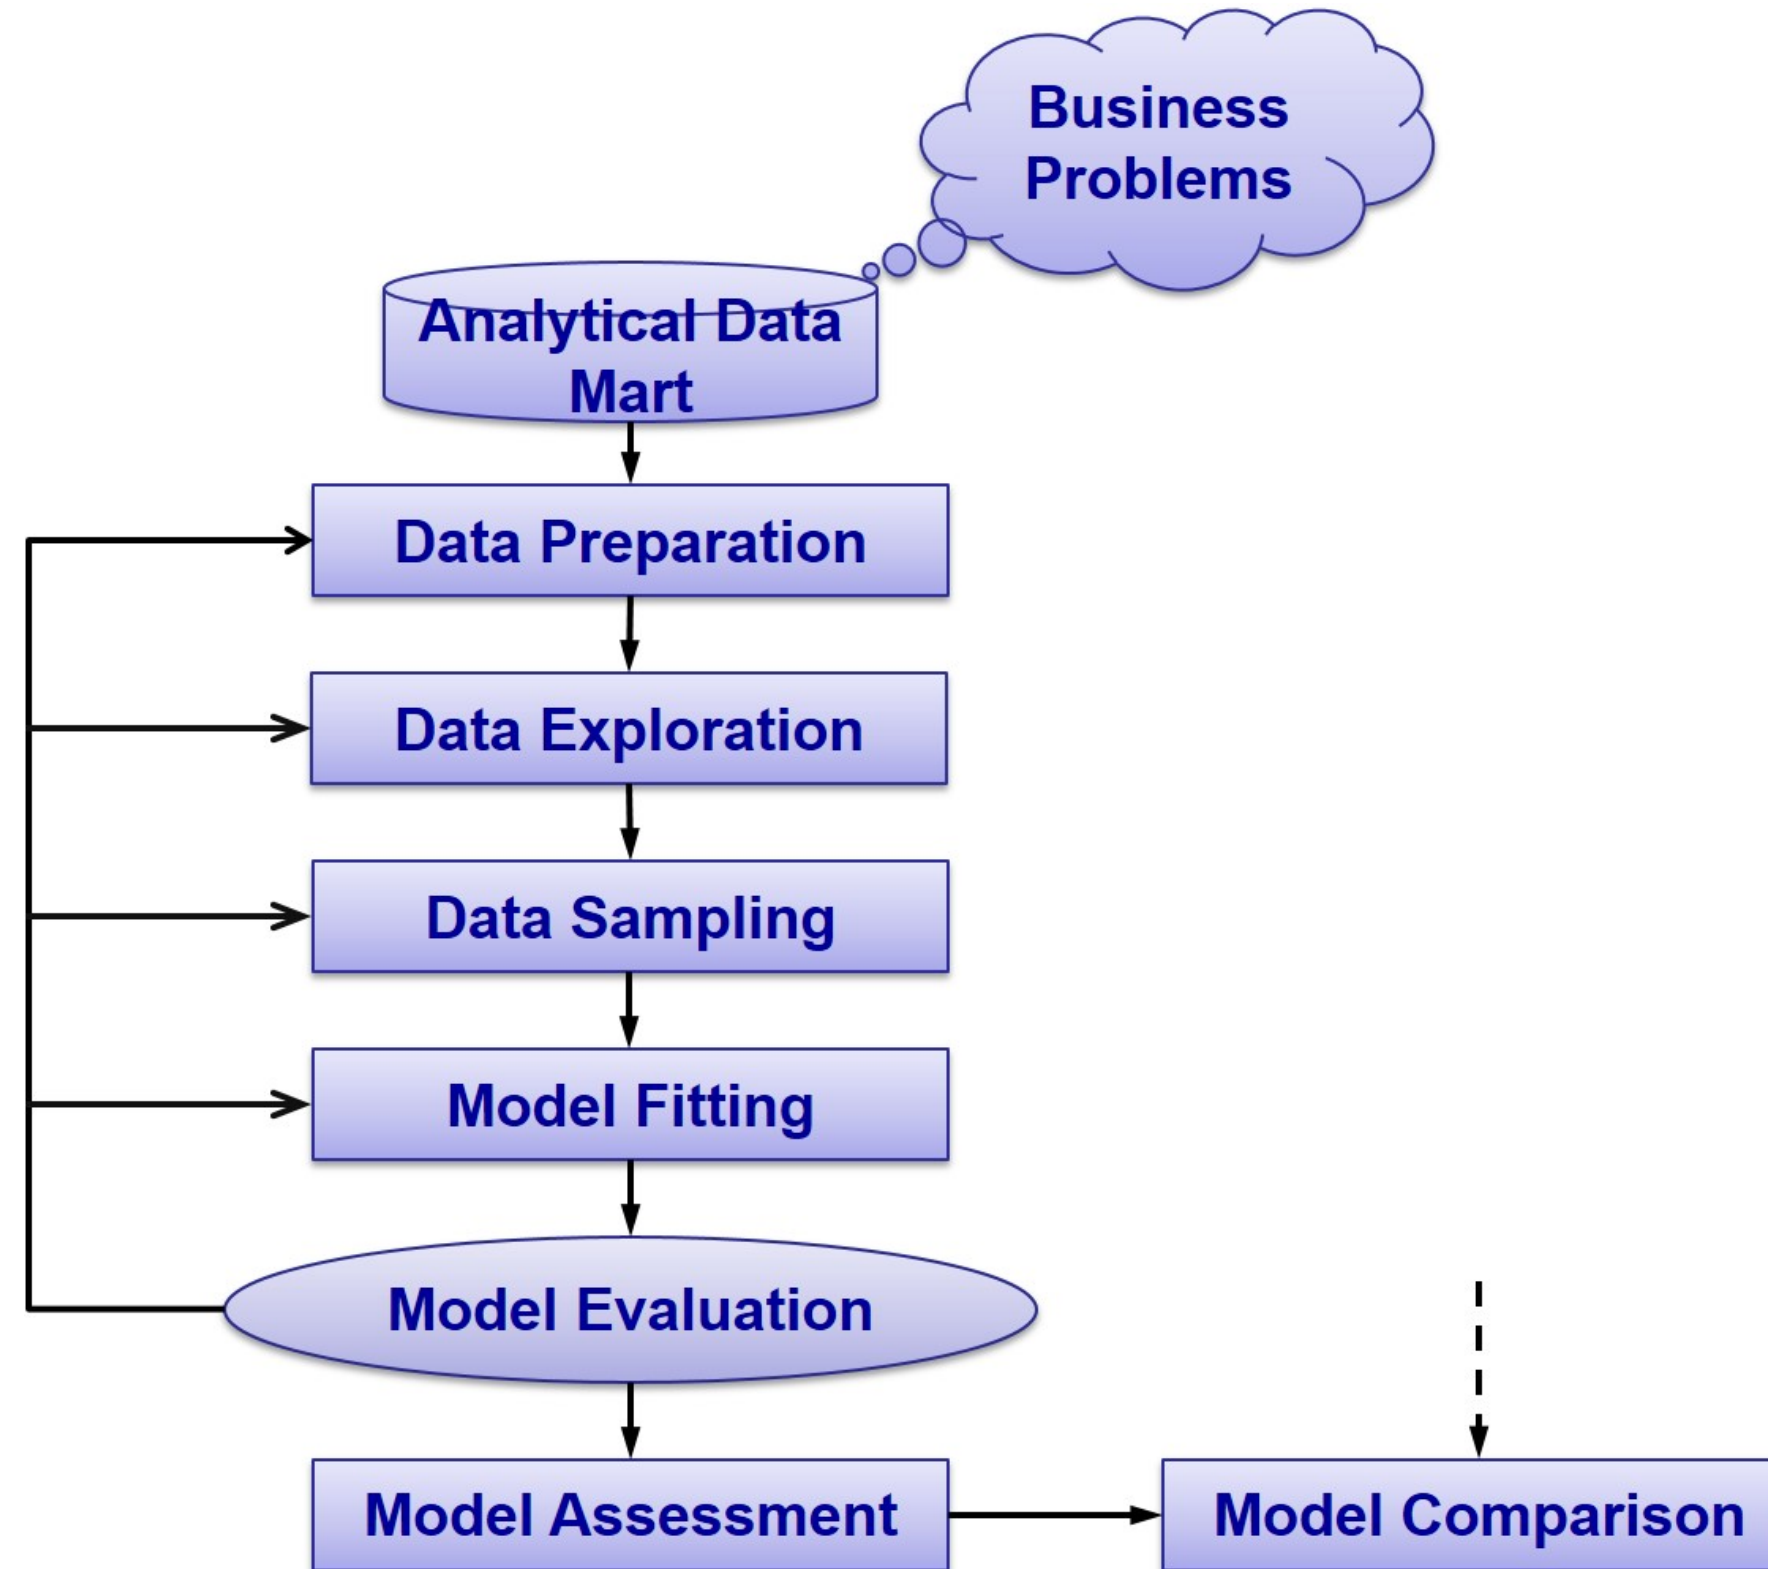 Business
Problems
Analytical Data
Mart
Data Preparation
Data Exploration
Data Sampling
Model Fitting
Model Evaluation
Model Assessment
Model Comparison